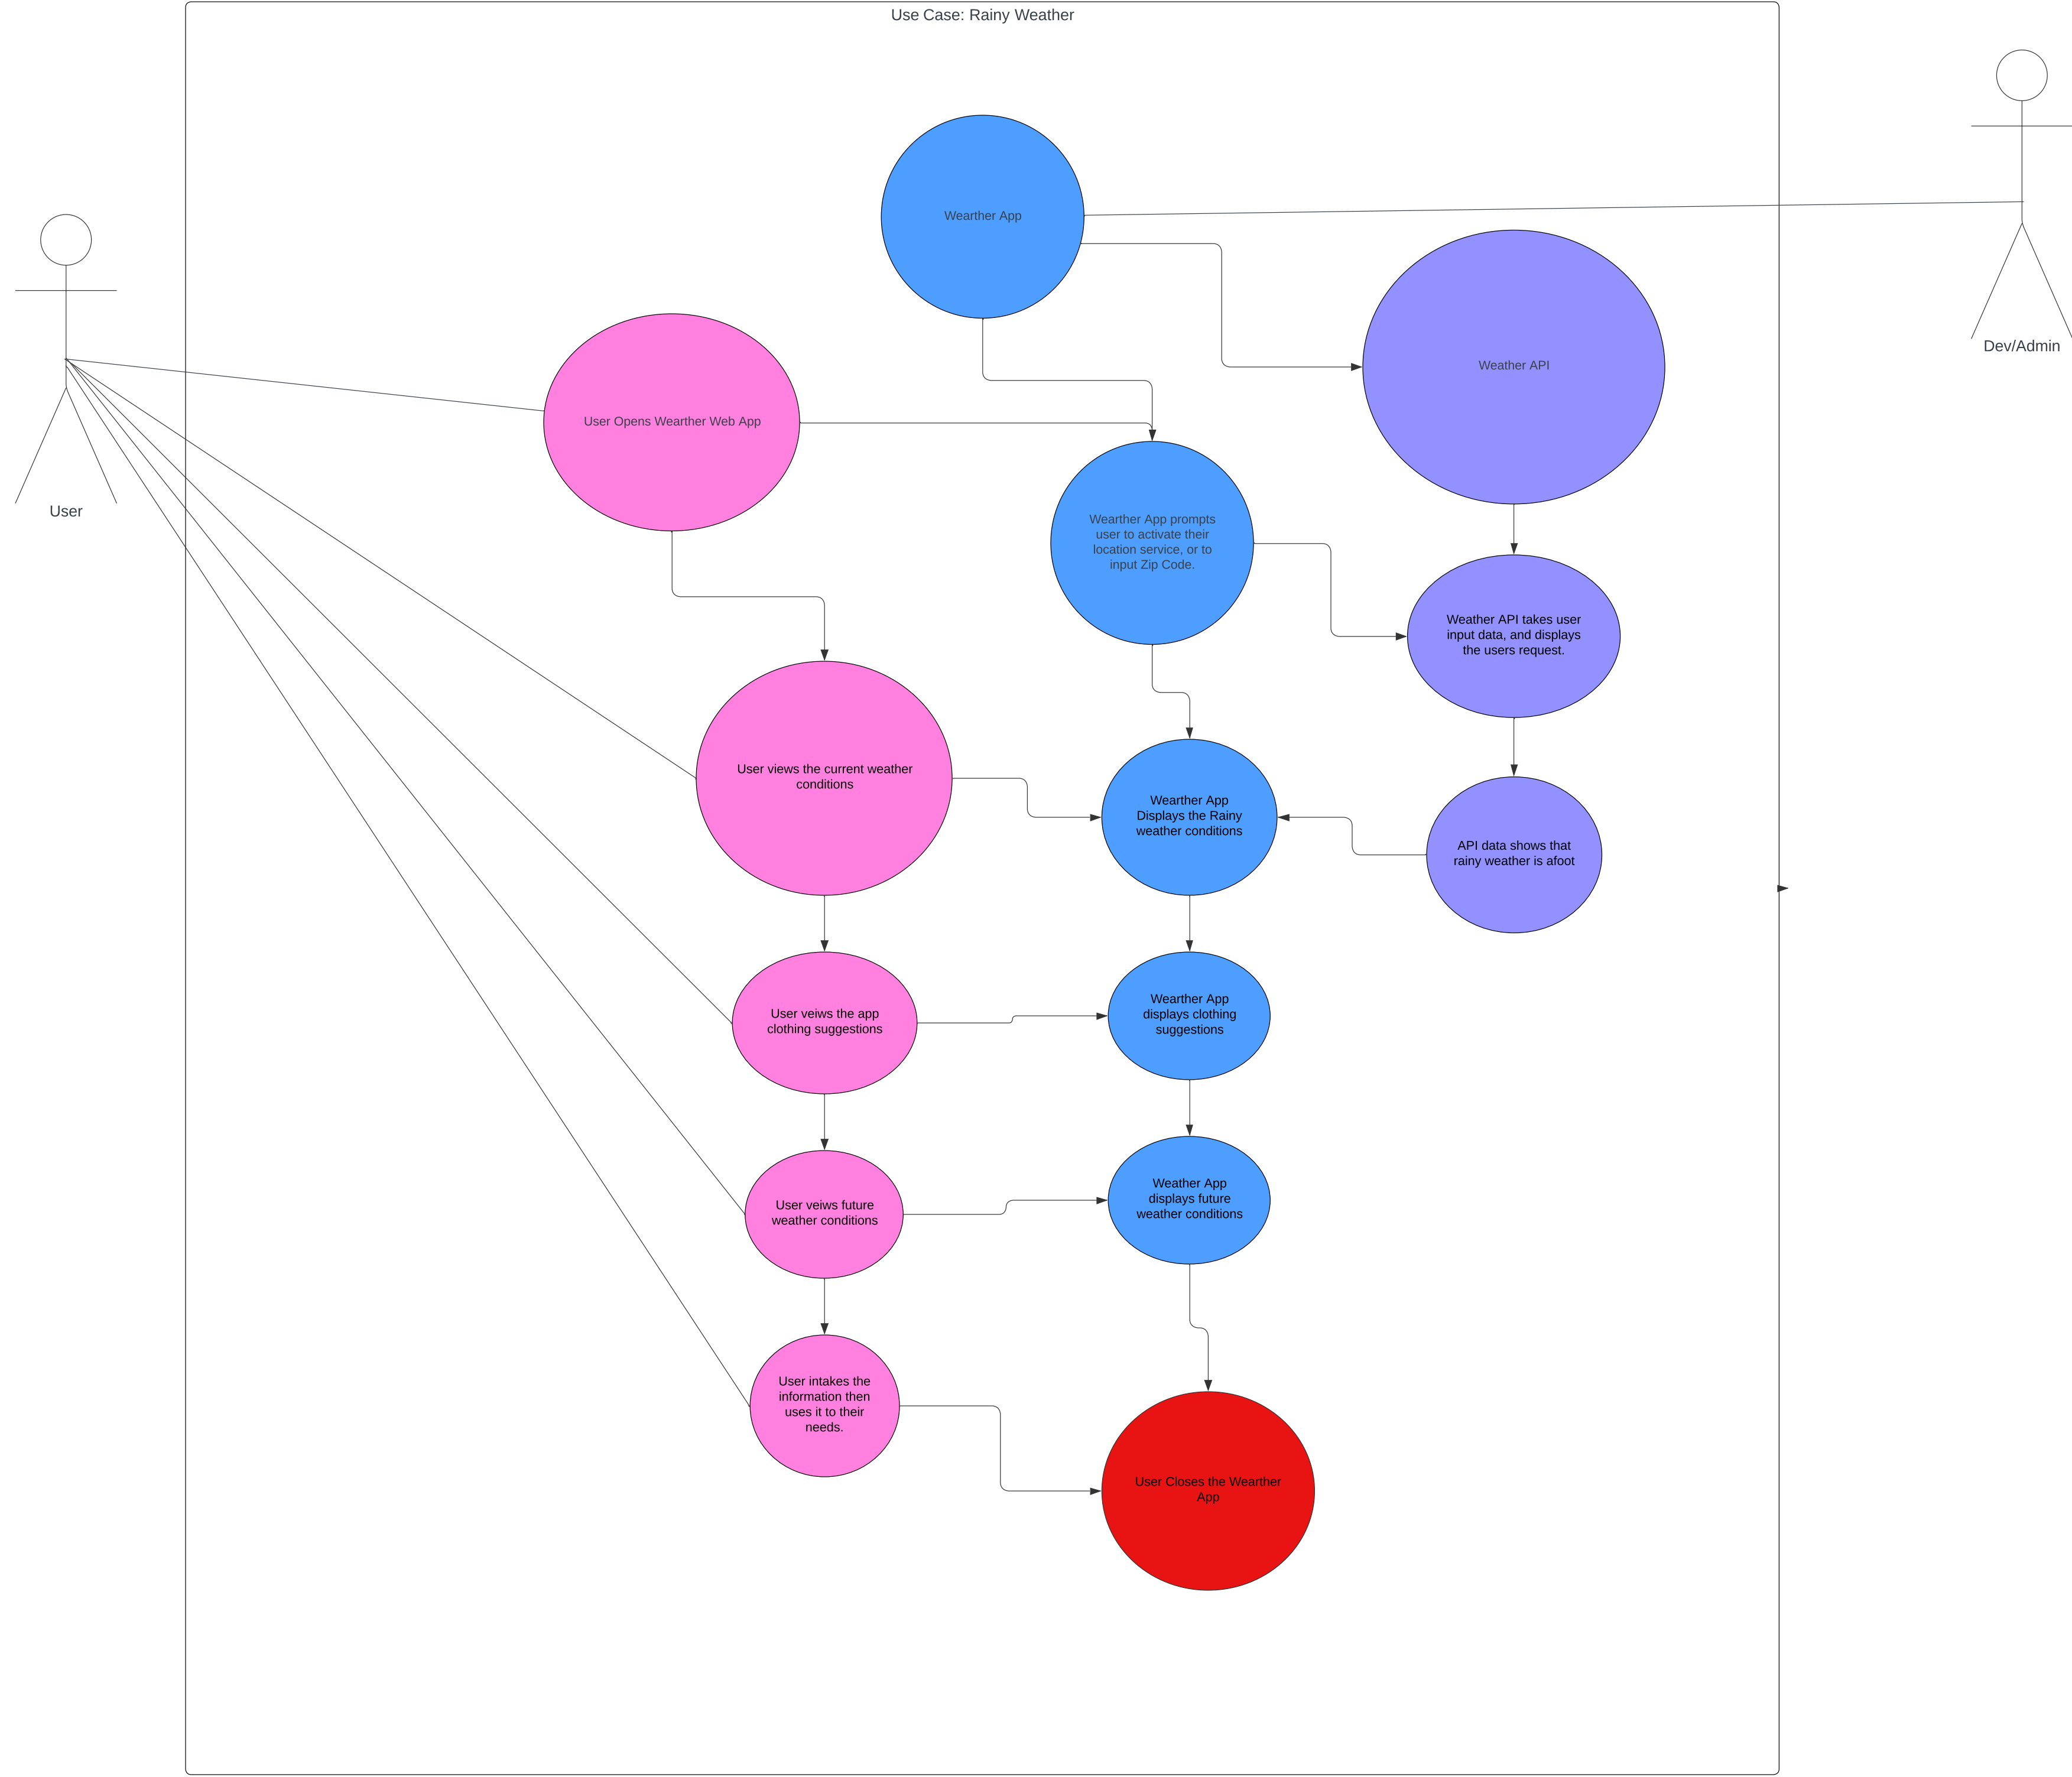 Use Case: Rainy Weather
Wearther App
Dev/Admin
Weather API
User Opens Wearther Web App
User
Wearther App prompts
user to activate their
location service, or to
input Zip Code.
Weather API takes user
input data, and displays
the users request.
User views the current weather
conditions
Wearther App
Displays the Rainy
weather conditions
API data shows that
rainy weather is afoot
User veiws the app
clothing suggestions
Wearther App
displays clothing
suggestions
User veiws future
weather conditions
Weather App
displays future
weather conditions
User intakes the
information then
uses it to their
needs.
User Closes the Wearther
App